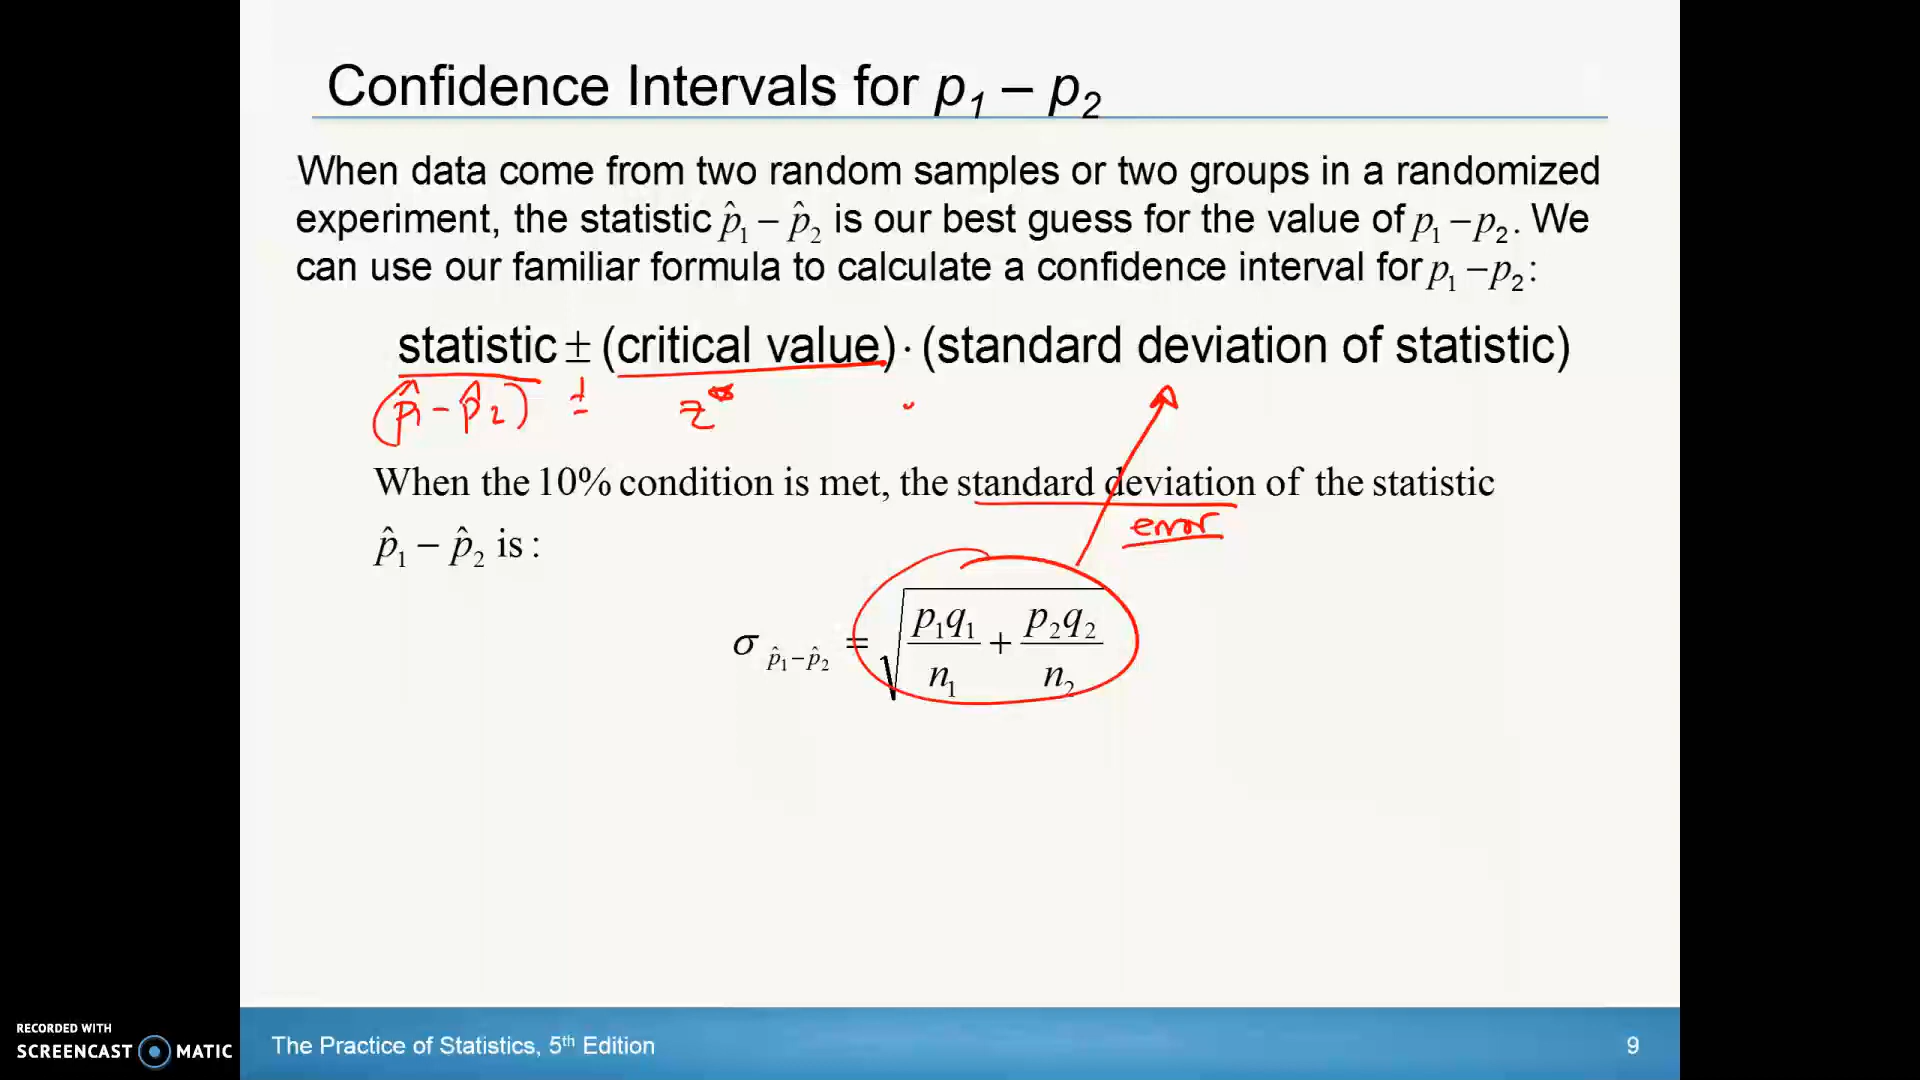 Confidence Intervals for p₁ – p₂
When data come from two random samples or two groups in a randomized
experiment, the statistic p̂₁ − p̂₂ is our best guess for the value of p₁ −p₂. We
can use our familiar formula to calculate a confidence interval for p₁ −p₂:
statistic ± (critical value) · (standard deviation of statistic)
(p̂₁ - p̂₂) ± z* ·
When the 10% condition is met, the standard deviation of the statistic
error
p̂₁ − p̂₂ is :
σ p̂₁−p̂₂ = √(p₁q₁/n₁ + p₂q₂/n₂)
RECORDED WITH
SCREENCAST MATIC
The Practice of Statistics, 5th Edition
9